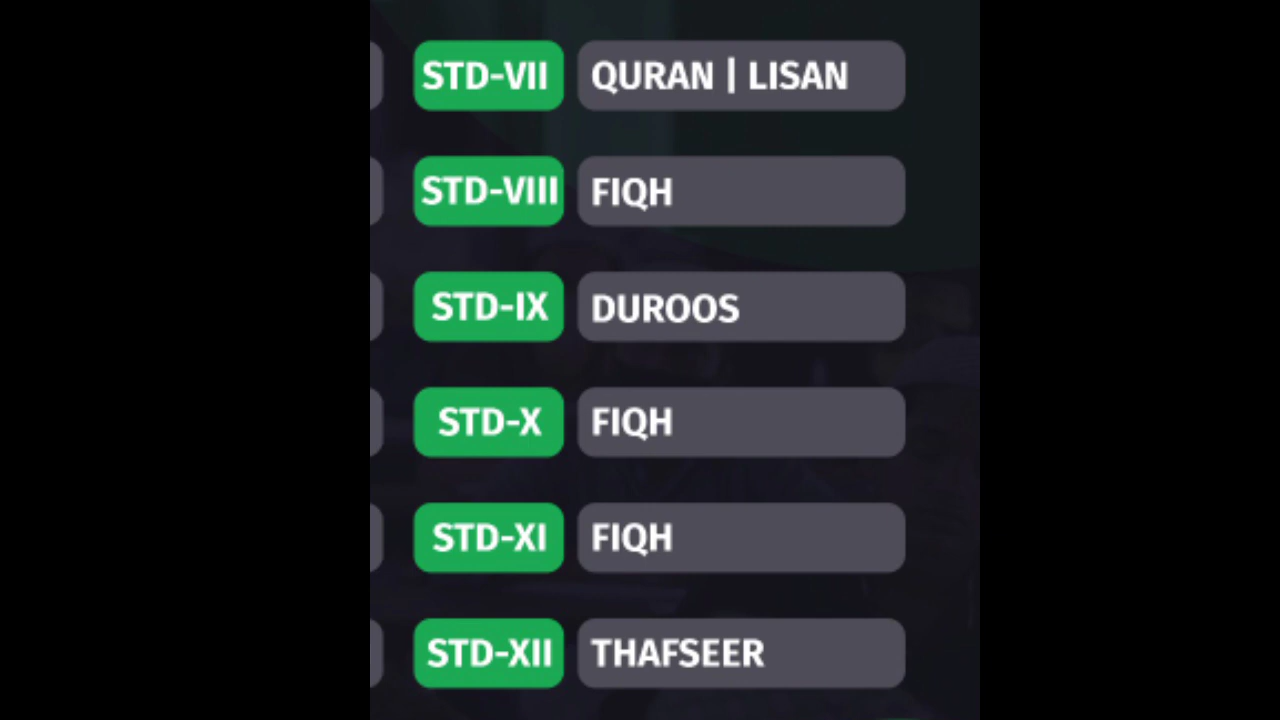 STD-VII QURAN | LISAN
STD-VIII FIQH
STD-IX DUROOS
STD-X FIQH
STD-XI FIQH
STD-XII THAFSEER